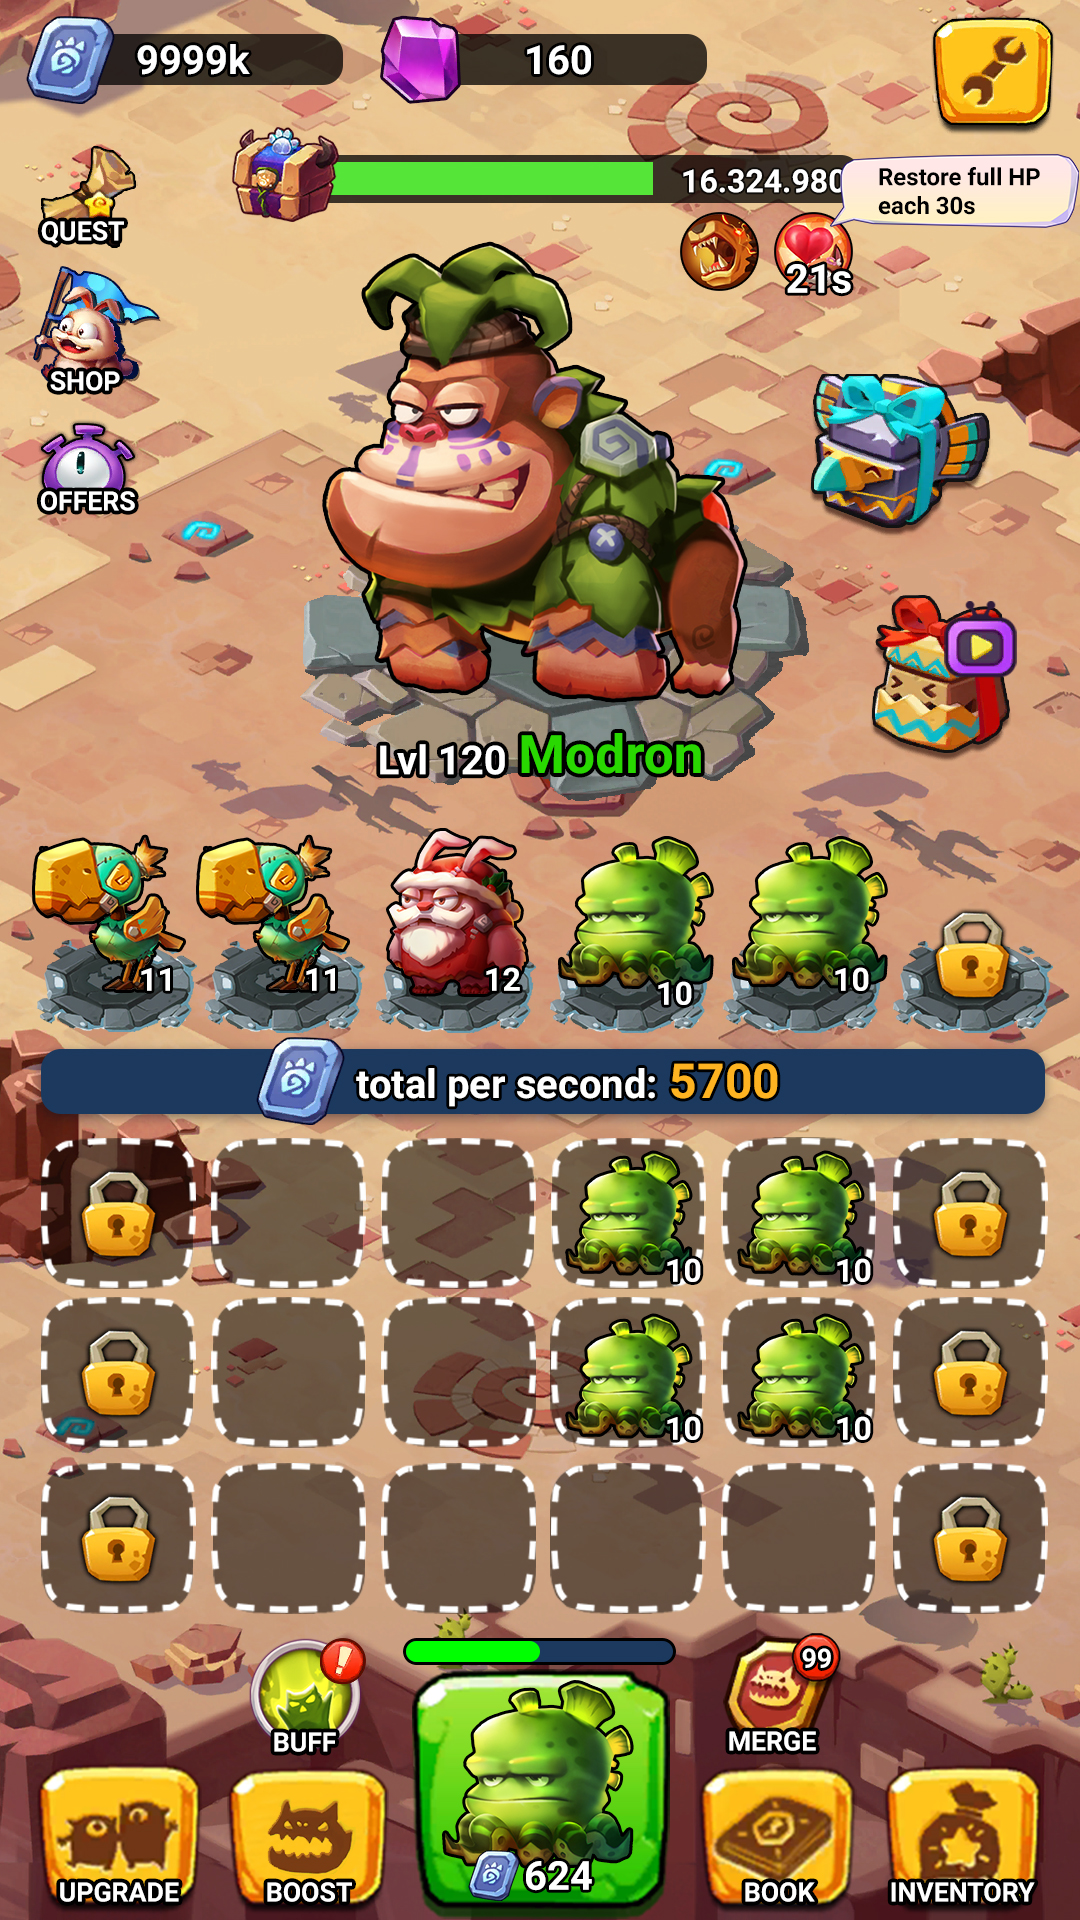 9999k
160
16.324.980
Restore full HP
each 30s
QUEST
21s
SHOP
OFFERS
Lvl 120 Modron
11
11
12
10
10
total per second: 5700
10
10
10
10
99
BUFF
MERGE
624
UPGRADE
BOOST
BOOK
INVENTORY